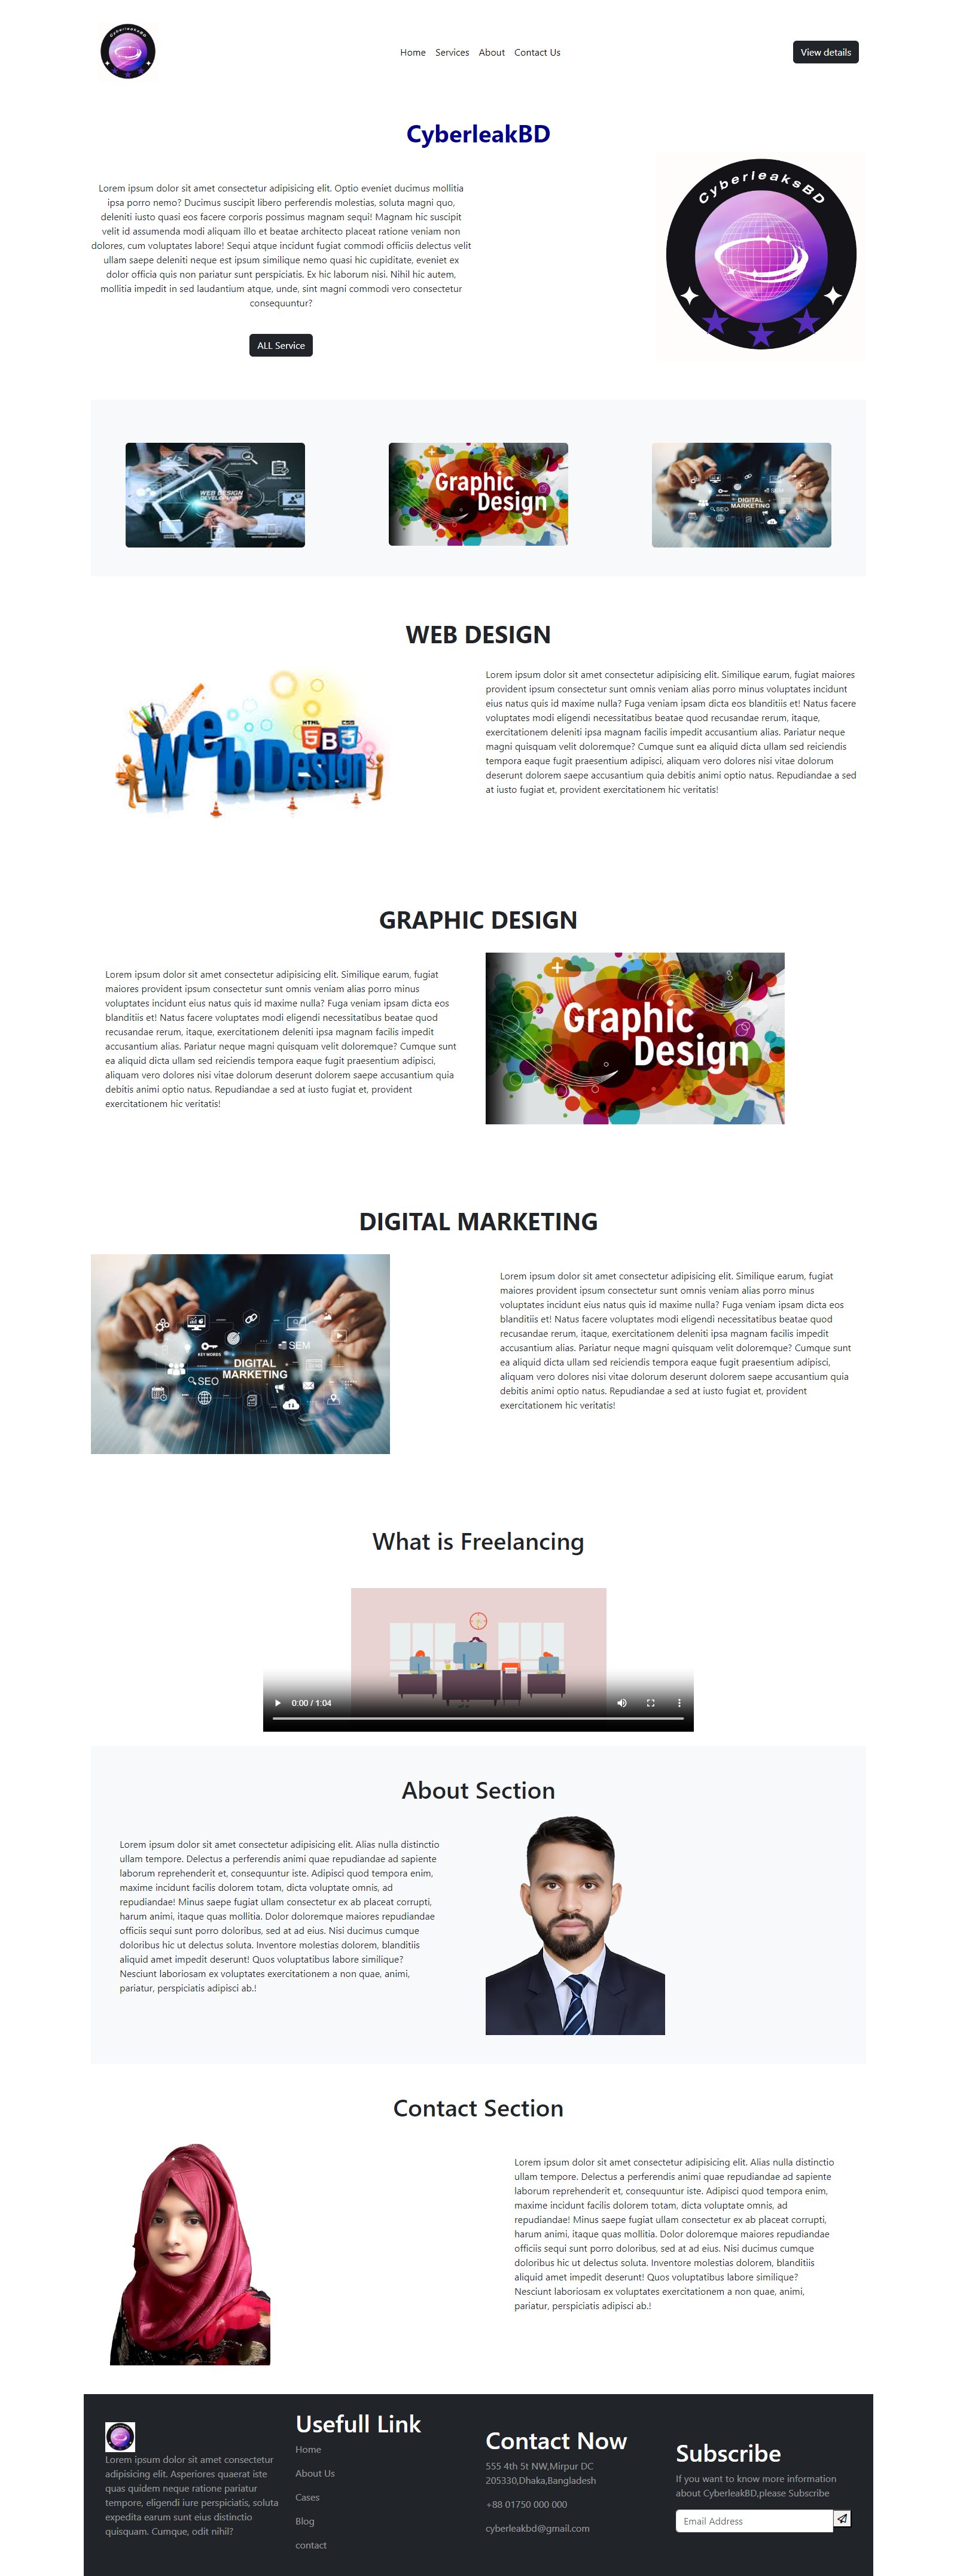 CyberleaksBD
Home Services About Contact Us
View details
CyberleakBD
Lorem ipsum dolor sit amet consectetur adipisicing elit. Optio eveniet ducimus mollitia
ipsa porro nemo? Ducimus suscipit libero perferendis molestias, soluta magni quo,
deleniti iusto quasi eos facere corporis possimus magnam sequi! Magnam hic suscipit
velit id assumenda modi aliquam illo et beatae architecto placeat ratione veniam non
dolores, cum voluptates labore! Sequi atque incidunt fugiat commodi officiis delectus velit
ullam saepe deleniti neque est ipsum similique nemo quasi hic cupiditate, eveniet ex
dolor officia quis non pariatur sunt perspiciatis. Ex hic laborum nisi. Nihil hic autem,
mollitia impedit in sed laudantium atque, unde, sint magni commodi vero consectetur
consequuntur?
ALL Service
CyberleaksBD
WEB DESIGN
DEVELOPMENT
Graphic
Design
DIGITAL
MARKETING
SEO
WEB DESIGN
Web Design
HTML CSS
5 3
Lorem ipsum dolor sit amet consectetur adipisicing elit. Similique earum, fugiat maiores
provident ipsum consectetur sunt omnis veniam alias porro minus voluptates incidunt
eius natus quis id maxime nulla? Fuga veniam ipsam dicta eos blanditiis et! Natus facere
voluptates modi eligendi necessitatibus beatae quod recusandae rerum, itaque,
exercitationem deleniti ipsa magnam facilis impedit accusantium alias. Pariatur neque
magni quisquam velit doloremque? Cumque sunt ea aliquid dicta ullam sed reiciendis
tempora eaque fugit praesentium adipisci, aliquam vero dolores nisi vitae dolorum
deserunt dolorem saepe accusantium quia debitis animi optio natus. Repudiandae a sed
at iusto fugiat et, provident exercitationem hic veritatis!
GRAPHIC DESIGN
Lorem ipsum dolor sit amet consectetur adipisicing elit. Similique earum, fugiat
maiores provident ipsum consectetur sunt omnis veniam alias porro minus
voluptates incidunt eius natus quis id maxime nulla? Fuga veniam ipsam dicta eos
blanditiis et! Natus facere voluptates modi eligendi necessitatibus beatae quod
recusandae rerum, itaque, exercitationem deleniti ipsa magnam facilis impedit
accusantium alias. Pariatur neque magni quisquam velit doloremque? Cumque sunt
ea aliquid dicta ullam sed reiciendis tempora eaque fugit praesentium adipisci,
aliquam vero dolores nisi vitae dolorum deserunt dolorem saepe accusantium quia
debitis animi optio natus. Repudiandae a sed at iusto fugiat et, provident
exercitationem hic veritatis!
Graphic
Design
DIGITAL MARKETING
SEM
KEY WORDS
DIGITAL
MARKETING
SEO
Lorem ipsum dolor sit amet consectetur adipisicing elit. Similique earum, fugiat
maiores provident ipsum consectetur sunt omnis veniam alias porro minus
voluptates incidunt eius natus quis id maxime nulla? Fuga veniam ipsam dicta eos
blanditiis et! Natus facere voluptates modi eligendi necessitatibus beatae quod
recusandae rerum, itaque, exercitationem deleniti ipsa magnam facilis impedit
accusantium alias. Pariatur neque magni quisquam velit doloremque? Cumque sunt
ea aliquid dicta ullam sed reiciendis tempora eaque fugit praesentium adipisci,
aliquam vero dolores nisi vitae dolorum deserunt dolorem saepe accusantium quia
debitis animi optio natus. Repudiandae a sed at iusto fugiat et, provident
exercitationem hic veritatis!
What is Freelancing
0:00 / 1:04
About Section
Lorem ipsum dolor sit amet consectetur adipisicing elit. Alias nulla distinctio
ullam tempore. Delectus a perferendis animi quae repudiandae ad sapiente
laborum reprehenderit et, consequuntur iste. Adipisci quod tempora enim,
maxime incidunt facilis dolorem totam, dicta voluptate omnis, ad
repudiandae! Minus saepe fugiat ullam consectetur ex ab placeat corrupti,
harum animi, itaque quas mollitia. Dolor doloremque maiores repudiandae
officiis sequi sunt porro doloribus, sed at ad eius. Nisi ducimus cumque
doloribus hic ut delectus soluta. Inventore molestias dolorem, blanditiis
aliquid amet impedit deserunt! Quos voluptatibus labore similique?
Nesciunt laboriosam ex voluptates exercitationem a non quae, animi,
pariatur, perspiciatis adipisci ab.!
Contact Section
Lorem ipsum dolor sit amet consectetur adipisicing elit. Alias nulla distinctio
ullam tempore. Delectus a perferendis animi quae repudiandae ad sapiente
laborum reprehenderit et, consequuntur iste. Adipisci quod tempora enim,
maxime incidunt facilis dolorem totam, dicta voluptate omnis, ad
repudiandae! Minus saepe fugiat ullam consectetur ex ab placeat corrupti,
harum animi, itaque quas mollitia. Dolor doloremque maiores repudiandae
officiis sequi sunt porro doloribus, sed at ad eius. Nisi ducimus cumque
doloribus hic ut delectus soluta. Inventore molestias dolorem, blanditiis
aliquid amet impedit deserunt! Quos voluptatibus labore similique?
Nesciunt laboriosam ex voluptates exercitationem a non quae, animi,
pariatur, perspiciatis adipisci ab.!
Lorem ipsum dolor sit amet consectetur
adipisicing elit. Asperiores quaerat iste
quas quidem neque ratione pariatur
tempore, eligendi iure perspiciatis, soluta
expedita earum sunt eius distinctio
quisquam. Cumque, odit nihil?
Usefull Link
Home
About Us
Cases
Blog
contact
Contact Now
555 4th 5t NW,Mirpur DC
205330,Dhaka,Bangladesh
+88 01750 000 000
cyberleakbd@gmail.com
Subscribe
If you want to know more information
about CyberleakBD,please Subscribe
Email Address